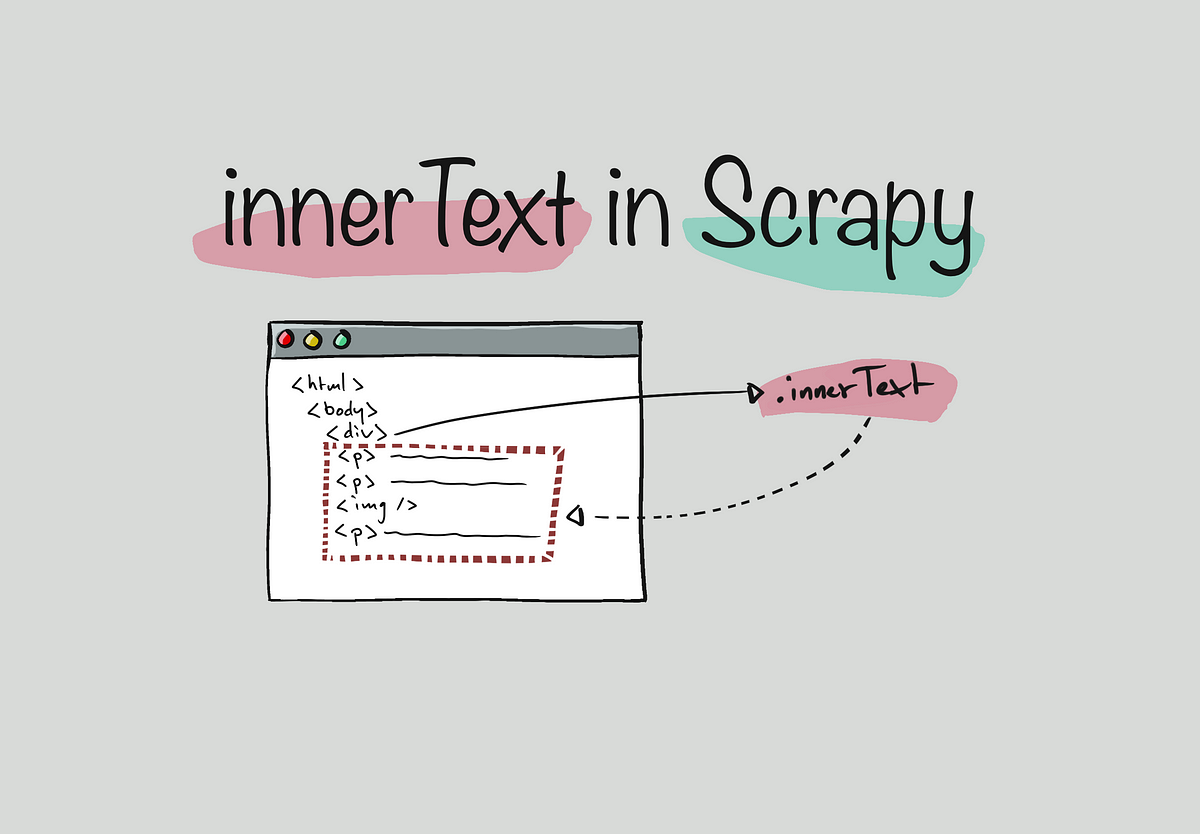 innerText in Scrapy
<html>
<body>
<div>
.innerText
<p>
<p>
<img />
<p>